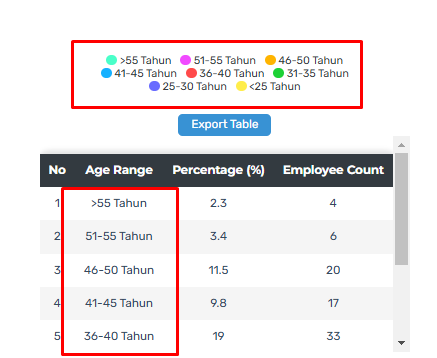 >55 Tahun 51-55 Tahun 46-50 Tahun
41-45 Tahun 36-40 Tahun 31-35 Tahun
25-30 Tahun <25 Tahun
Export Table
No Age Range Percentage (%) Employee Count
1 >55 Tahun 2.3 4
2 51-55 Tahun 3.4 6
3 46-50 Tahun 11.5 20
4 41-45 Tahun 9.8 17
5 36-40 Tahun 19 33